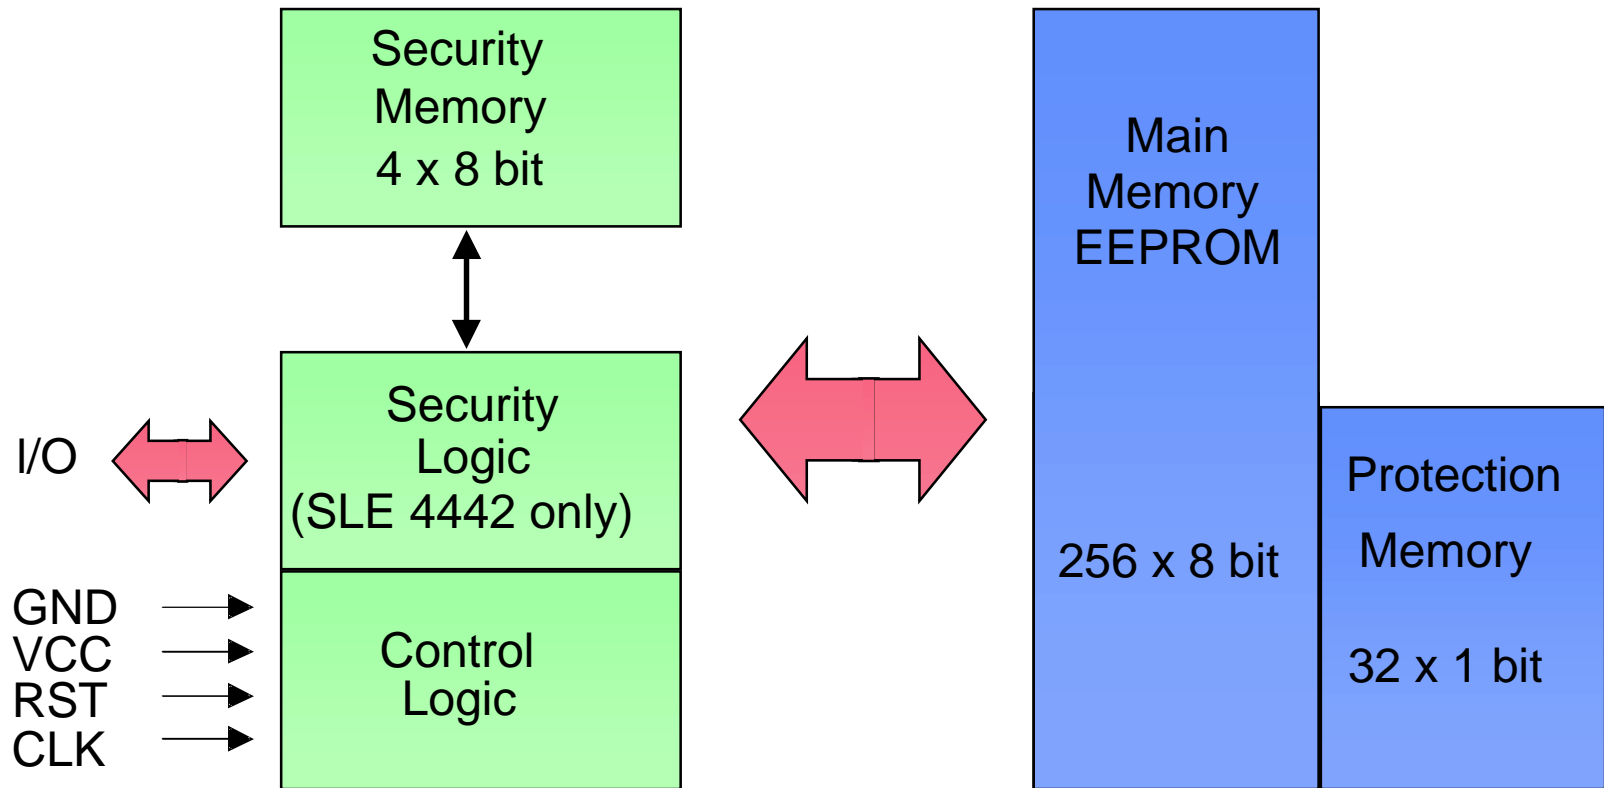 Security
Memory
4 x 8 bit
Security
Logic
(SLE 4442 only)
I/O
GND
VCC
RST
CLK
Control
Logic
Main
Memory
EEPROM
256 x 8 bit
Protection
Memory
32 x 1 bit